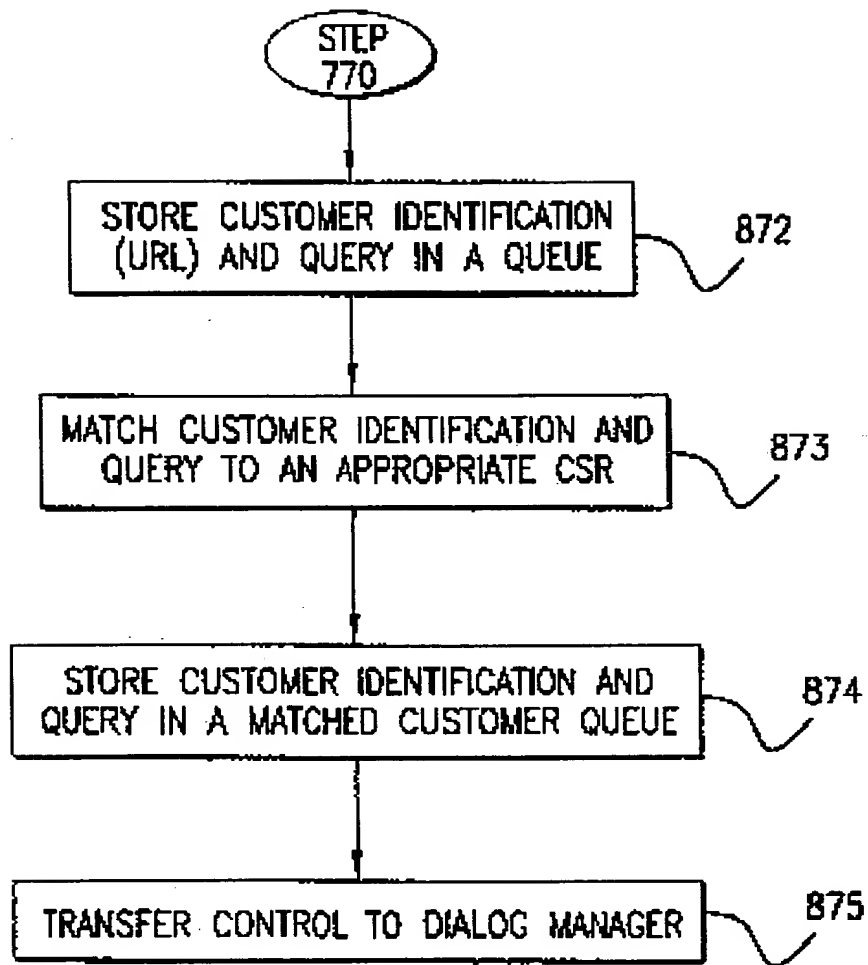 STEP
770
STORE CUSTOMER IDENTIFICATION
(URL) AND QUERY IN A QUEUE
872
MATCH CUSTOMER IDENTIFICATION AND
QUERY TO AN APPROPRIATE CSR
873
STORE CUSTOMER IDENTIFICATION AND
QUERY IN A MATCHED CUSTOMER QUEUE
874
TRANSFER CONTROL TO DIALOG MANAGER
875